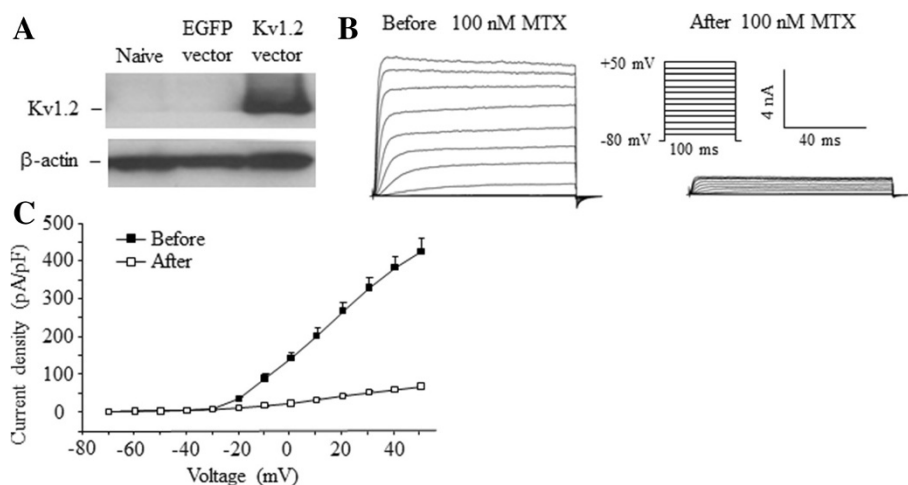 A
EGFP Kv1.2
Naive vector vector
Kv1.2 –
β-actin –
B
Before 100 nM MTX
After 100 nM MTX
+50 mV
-80 mV
100 ms
4 nA
40 ms
C
Current density (pA/pF)
500
400
300
200
100
0
Before
After
-80 -60 -40 -20 0 20 40
Voltage (mV)